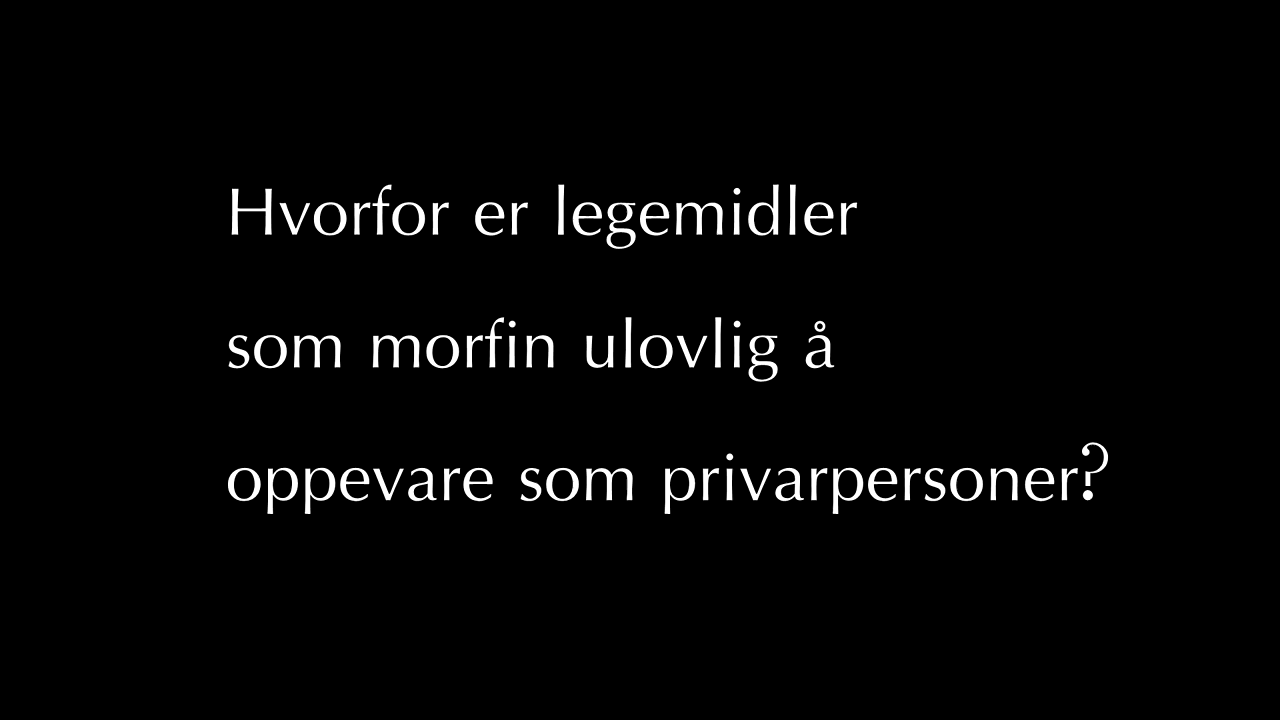 Hvorfor er legemidler
som morfin ulovlig å
oppevare som privarpersoner?